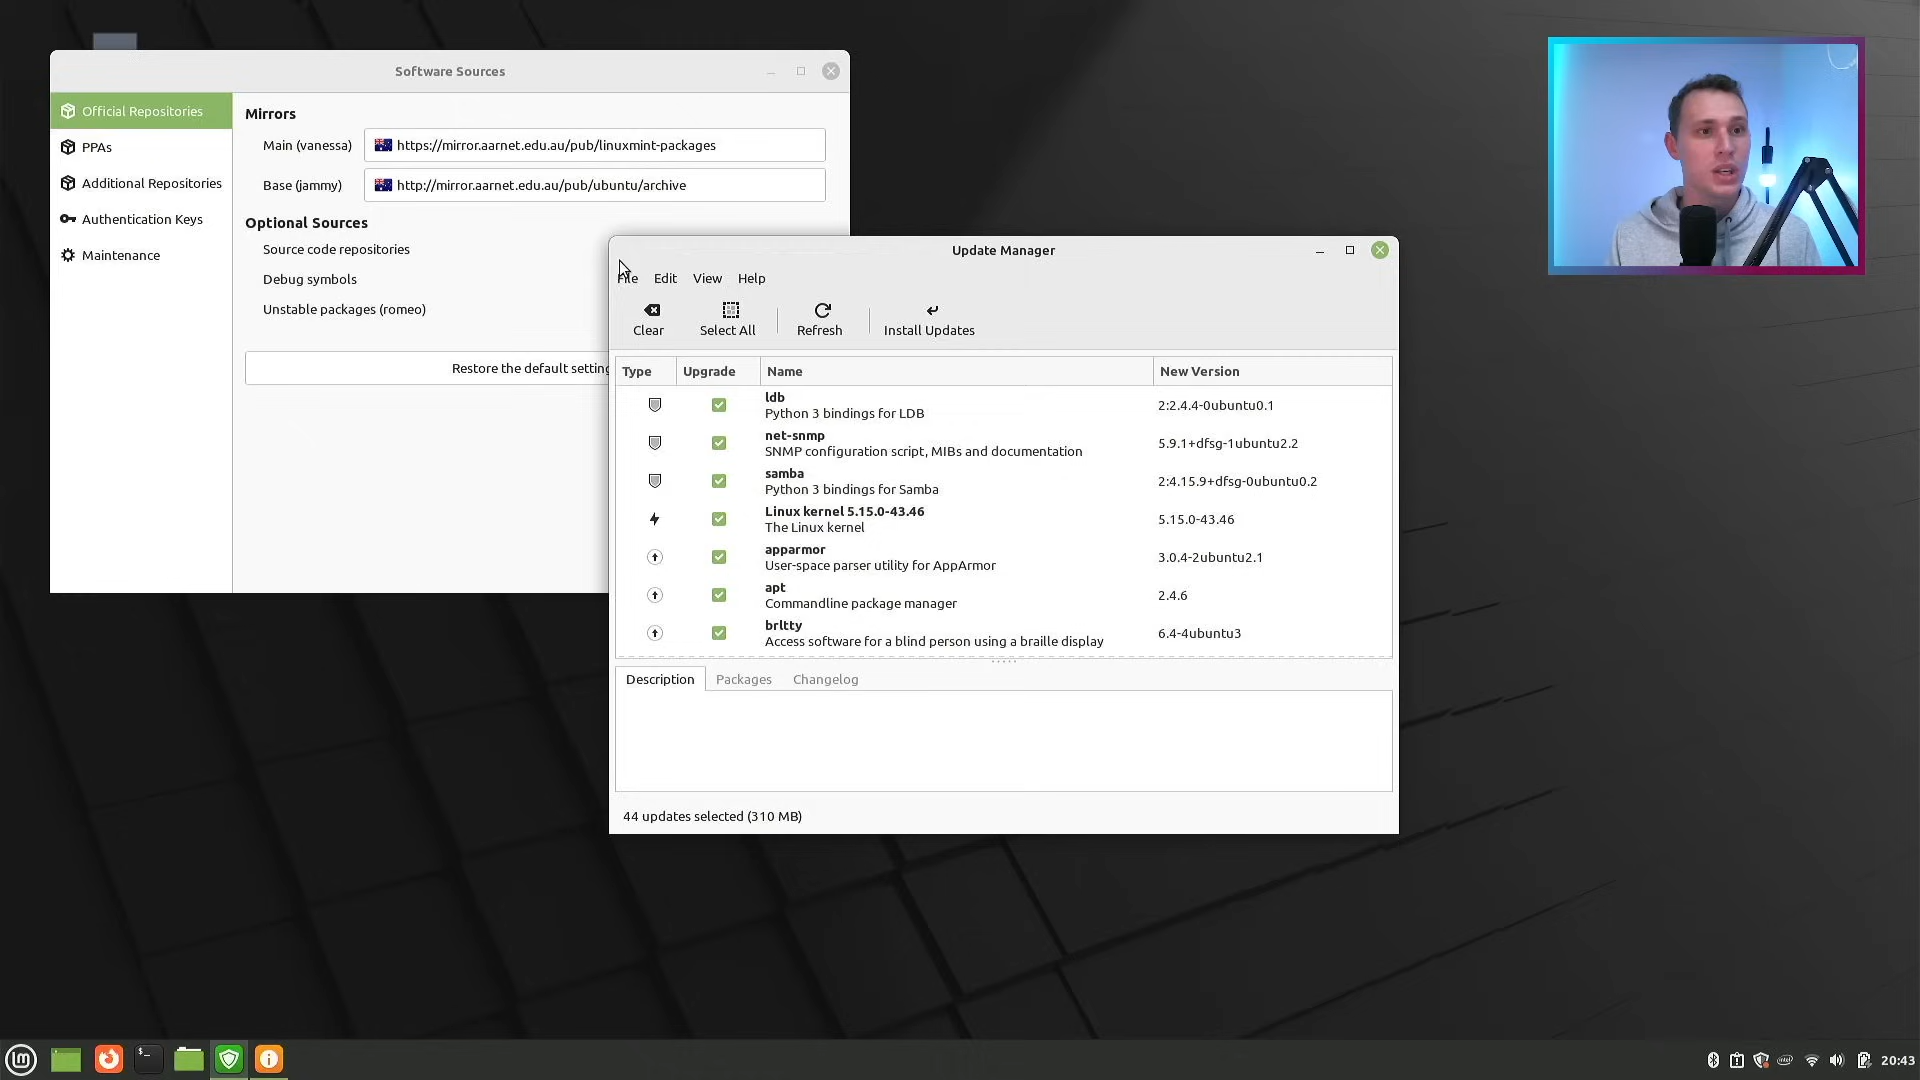 Software Sources
Official Repositories
PPAs
Additional Repositories
Authentication Keys
Maintenance
Mirrors
Main (vanessa)
https://mirror.aarnet.edu.au/pub/linuxmint-packages
Base (jammy)
http://mirror.aarnet.edu.au/pub/ubuntu/archive
Optional Sources
Source code repositories
Debug symbols
Unstable packages (romeo)
Restore the default setting
Update Manager
File Edit View Help
Clear Select All Refresh Install Updates
Type Upgrade Name New Version
ldb
Python 3 bindings for LDB
2:2.4.4-0ubuntu0.1
net-snmp
SNMP configuration script, MIBs and documentation
5.9.1+dfsg-1ubuntu2.2
samba
Python 3 bindings for Samba
2:4.15.9+dfsg-0ubuntu0.2
Linux kernel 5.15.0-43.46
The Linux kernel
5.15.0-43.46
apparmor
User-space parser utility for AppArmor
3.0.4-2ubuntu2.1
apt
Commandline package manager
2.4.6
brltty
Access software for a blind person using a braille display
6.4-4ubuntu3
Description Packages Changelog
44 updates selected (310 MB)
20:43